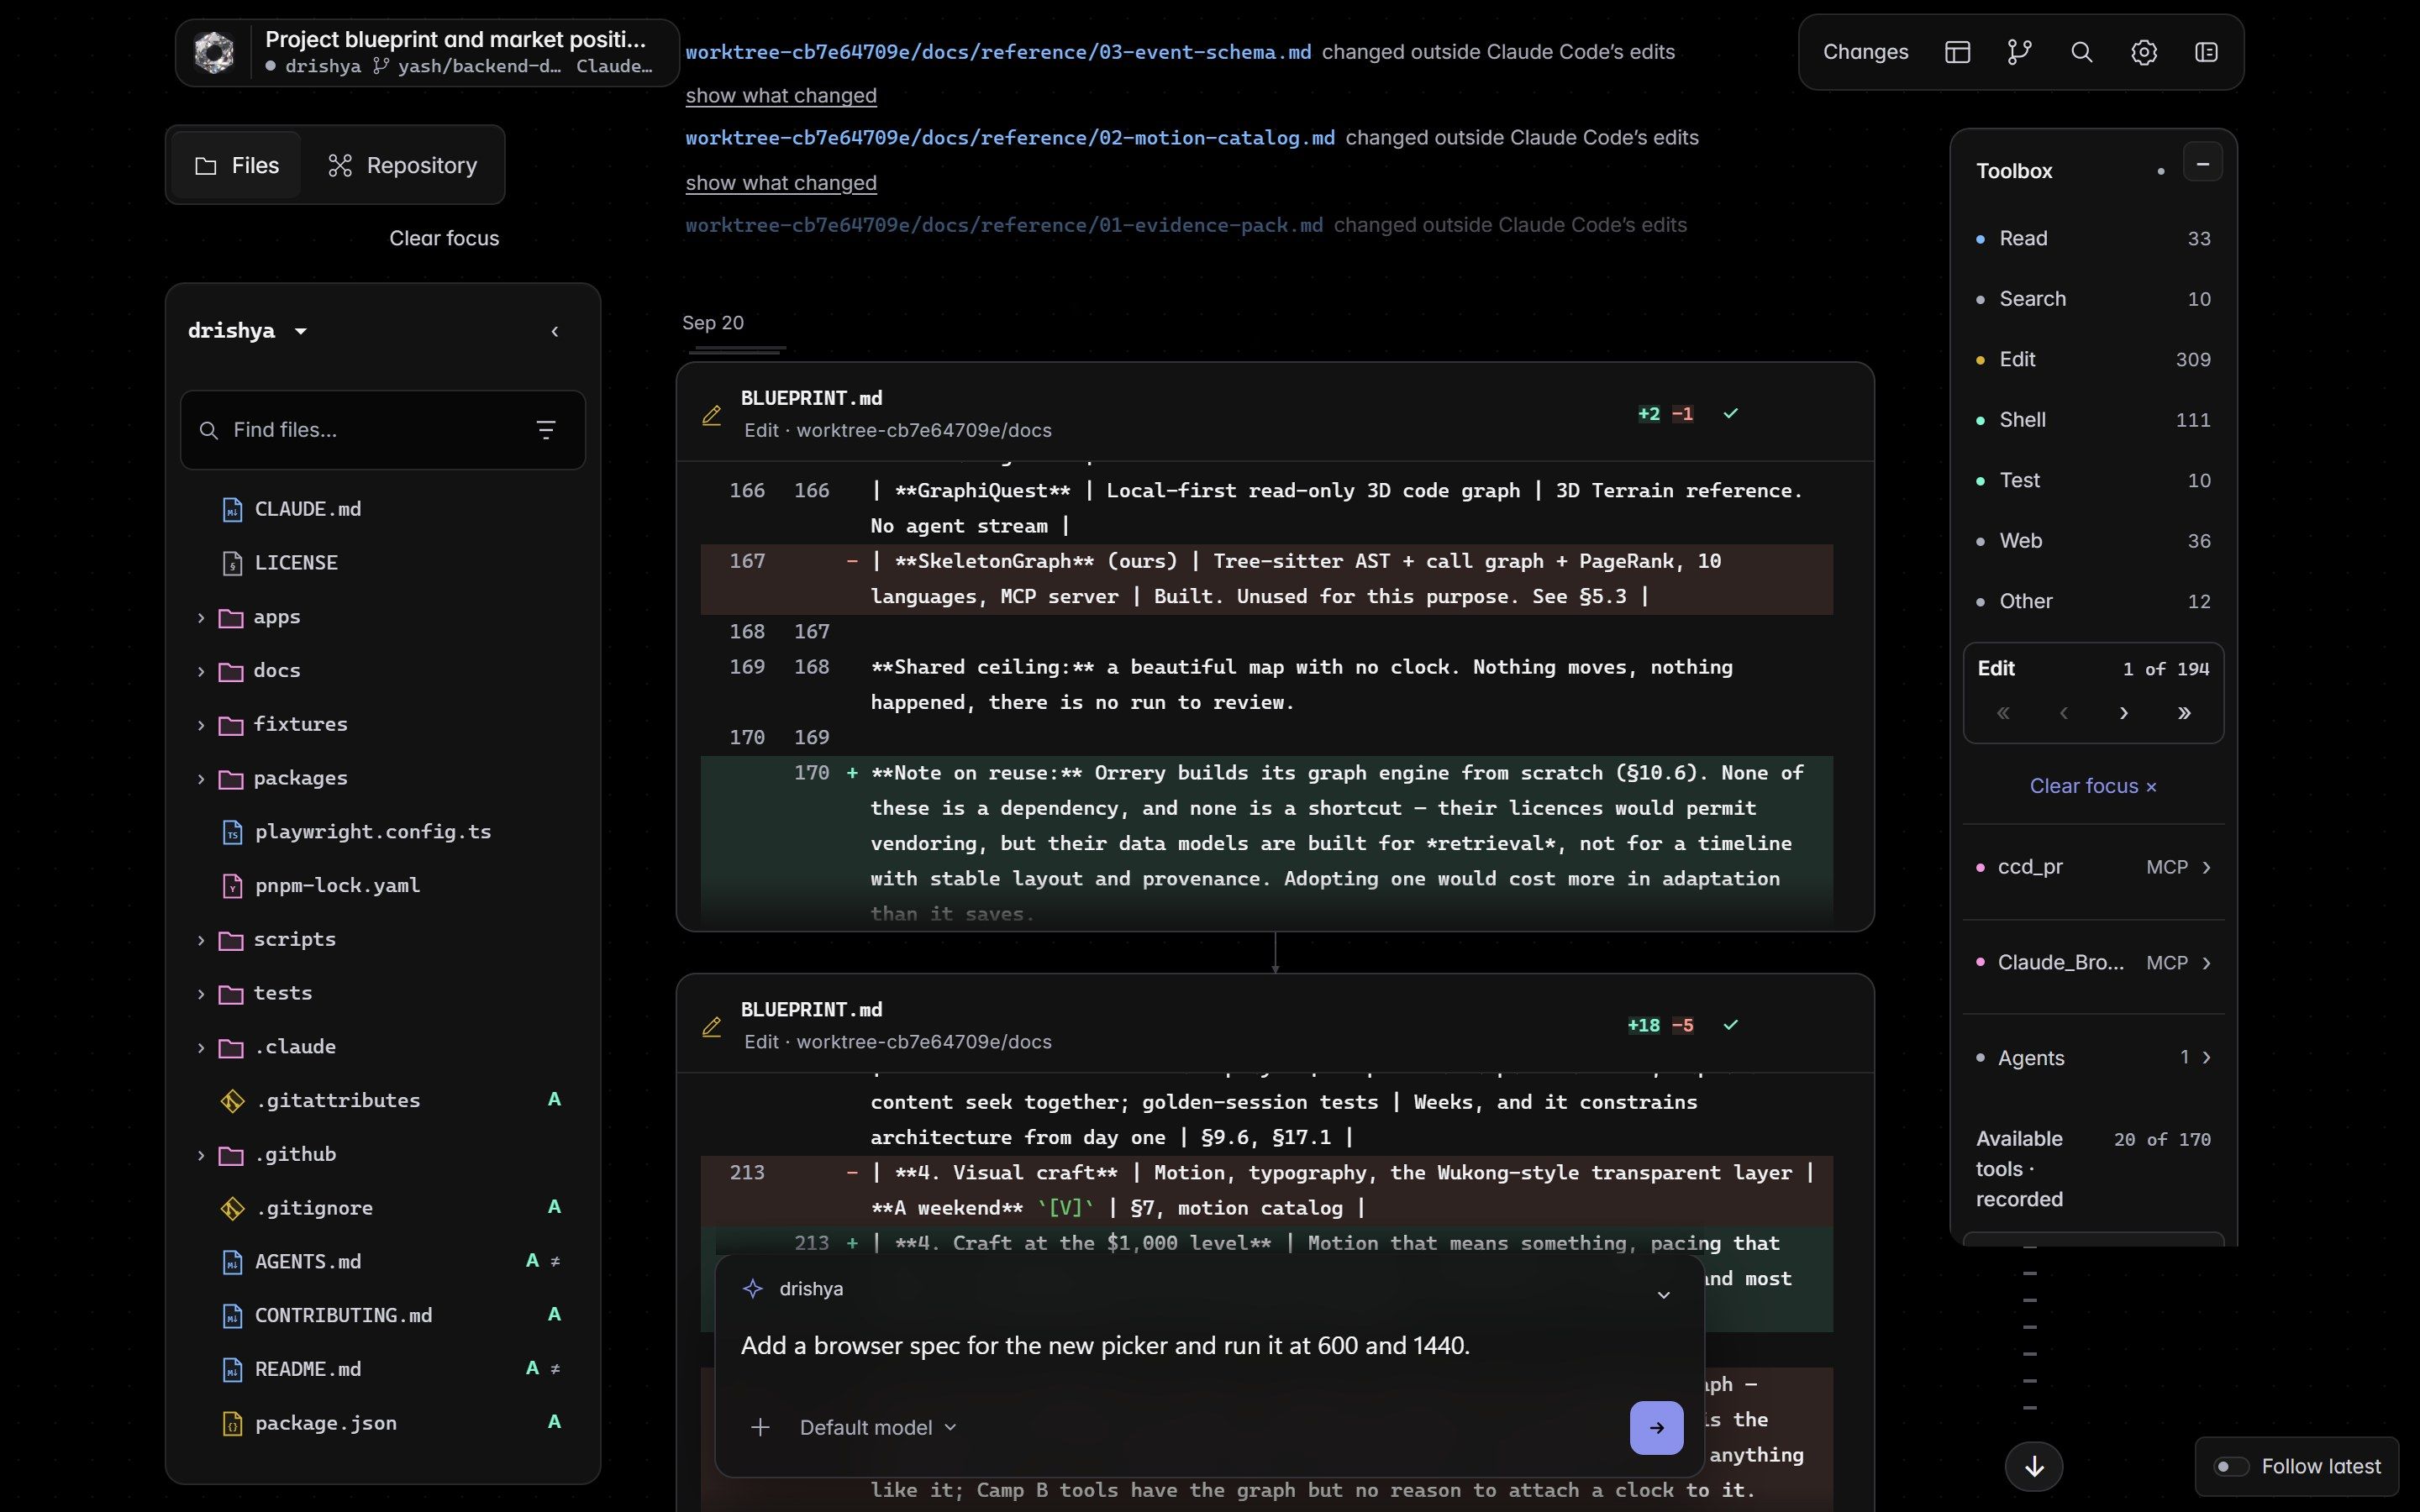 Project blueprint and market positi...
drishya yash/backend-d… Claude…
worktree-cb7e64709e/docs/reference/03-event-schema.md changed outside Claude Code’s edits
show what changed
worktree-cb7e64709e/docs/reference/02-motion-catalog.md changed outside Claude Code’s edits
show what changed
worktree-cb7e64709e/docs/reference/01-evidence-pack.md changed outside Claude Code’s edits
Changes
Files
Repository
Clear focus
drishya
Find files...
CLAUDE.md
LICENSE
apps
docs
fixtures
packages
playwright.config.ts
pnpm-lock.yaml
scripts
tests
.claude
.gitattributes A
.github
.gitignore A
AGENTS.md A ≠
CONTRIBUTING.md A
README.md A ≠
package.json A
Sep 20
BLUEPRINT.md
Edit · worktree-cb7e64709e/docs
+2 −1
166 166 | **GraphiQuest** | Local-first read-only 3D code graph | 3D Terrain reference.
No agent stream |
167 − | **SkeletonGraph** (ours) | Tree-sitter AST + call graph + PageRank, 10
languages, MCP server | Built. Unused for this purpose. See §5.3 |
168 167
169 168 **Shared ceiling:** a beautiful map with no clock. Nothing moves, nothing
happened, there is no run to review.
170 169
170 + **Note on reuse:** Orrery builds its graph engine from scratch (§10.6). None of
these is a dependency, and none is a shortcut — their licences would permit
vendoring, but their data models are built for *retrieval*, not for a timeline
with stable layout and provenance. Adopting one would cost more in adaptation
than it saves.
BLUEPRINT.md
Edit · worktree-cb7e64709e/docs
+18 −5
content seek together; golden-session tests | Weeks, and it constrains
architecture from day one | §9.6, §17.1 |
213 − | **4. Visual craft** | Motion, typography, the Wukong-style transparent layer |
**A weekend** `[V]` | §7, motion catalog |
213 + | **4. Craft at the $1,000 level** | Motion that means something, pacing that
and most
aph —
is the
anything
like it; Camp B tools have the graph but no reason to attach a clock to it.
drishya
Add a browser spec for the new picker and run it at 600 and 1440.
Default model
Toolbox
Read 33
Search 10
Edit 309
Shell 111
Test 10
Web 36
Other 12
Edit 1 of 194
« ‹ › »
Clear focus ×
ccd_pr MCP
Claude_Bro... MCP
Agents 1
Available 20 of 170
tools ·
recorded
Follow latest